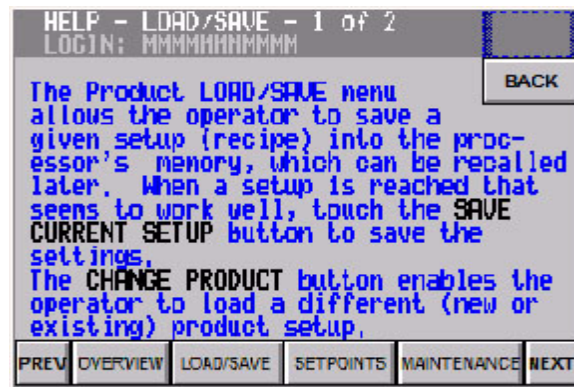 HELP - LOAD/SAVE - 1 of 2
LOGIN: MMMMMMMMMMMM
BACK
The Product LOAD/SAVE menu
allows the operator to save a
given setup (recipe) into the proc-
essor's memory, which can be recalled
later. When a setup is reached that
seems to work well, touch the SAVE
CURRENT SETUP button to save the
settings.
The CHANGE PRODUCT button enables the
operator to load a different (new or
existing) product setup.
PREV OVERVIEW LOAD/SAVE SETPOINTS MAINTENANCE NEXT